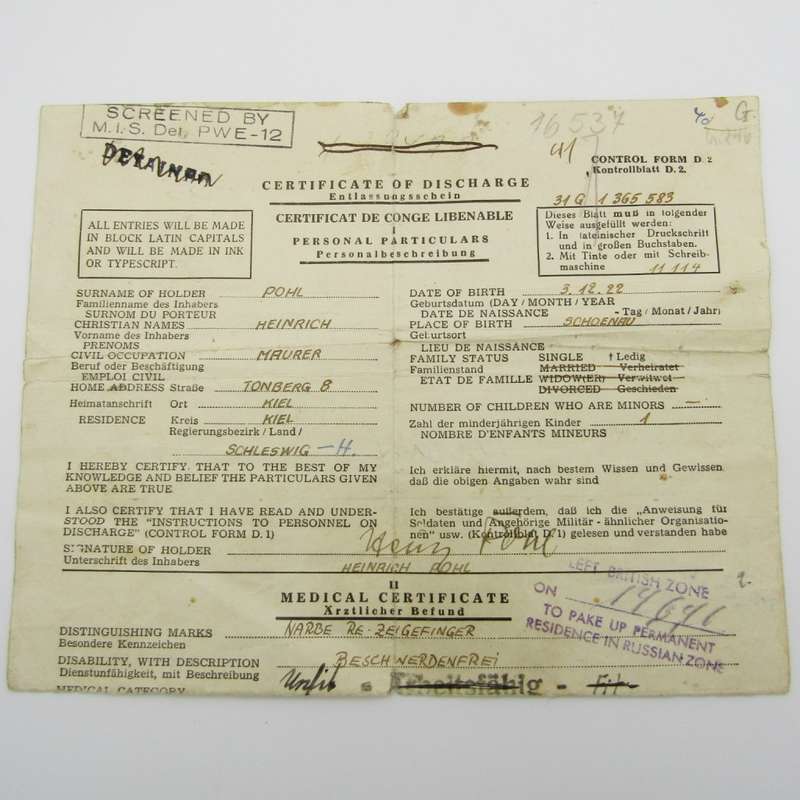 SCREENED BY
M.I.S. Det, PWE-12
16537
G.
CONTROL FORM D.2
Kontrollblatt D. 2.
CERTIFICATE OF DISCHARGE
Entlassungsschein
31 G 1 365 583
ALL ENTRIES WILL BE MADE
IN BLOCK LATIN CAPITALS
AND WILL BE MADE IN INK
OR TYPESCRIPT.
CERTIFICAT DE CONGE LIBENABLE
I
PERSONAL PARTICULARS
Personalbeschreibung
Dieses Blatt muß in folgender
Weise ausgefüllt werden:
1. In lateinischer Druckschrift
und in großen Buchstaben.
2. Mit Tinte oder mit Schreib-
maschine 11 114
SURNAME OF HOLDER POHL
Familienname des Inhabers
SURNOM DU PORTEUR
CHRISTIAN NAMES HEINRICH
Vorname des Inhabers
PRENOMS
CIVIL OCCUPATION MAURER
Beruf oder Beschäftigung
EMPLOI CIVIL
HOME ADDRESS Straße TONBERG 8
Heimatanschrift Ort KIEL
RESIDENCE Kreis KIEL
Regierungsbezirk / Land /
SCHLESWIG - H.
DATE OF BIRTH 3.12.22
Geburtsdatum (DAY / MONTH / YEAR
DATE DE NAISSANCE - Tag / Monat / Jahr)
PLACE OF BIRTH SCHOENAU
Geburtsort
LIEU DE NAISSANCE
FAMILY STATUS SINGLE † Ledig
Familienstand MARRIED Verheiratet
ETAT DE FAMILLE WIDOW(ER) Verwitwet
DIVORCED Geschieden
NUMBER OF CHILDREN WHO ARE MINORS —
Zahl der minderjährigen Kinder 1
NOMBRE D'ENFANTS MINEURS
I HEREBY CERTIFY THAT TO THE BEST OF MY
KNOWLEDGE AND BELIEF THE PARTICULARS GIVEN
ABOVE ARE TRUE
Ich erkläre hiermit, nach bestem Wissen und Gewissen,
daß die obigen Angaben wahr sind
I ALSO CERTIFY THAT I HAVE READ AND UNDER-
STOOD THE "INSTRUCTIONS TO PERSONNEL ON
DISCHARGE" (CONTROL FORM D.1)
Ich bestätige außerdem, daß ich die „Anweisung für
Soldaten und Angehörige Militär - ähnlicher Organisatio-
nen" usw. (Kontrollblatt D.1) gelesen und verstanden habe
SIGNATURE OF HOLDER
Unterschrift des Inhabers HEINRICH POHL
II
MEDICAL CERTIFICATE
Ärztlicher Befund
LEFT BRITISH ZONE
ON
TO PAKE UP PERMANENT
RESIDENCE IN RUSSIAN ZONE
DISTINGUISHING MARKS NARBE RE-ZEIGEFINGER
Besondere Kennzeichen
DISABILITY, WITH DESCRIPTION BESCHWERDENFREI
Dienstunfähigkeit, mit Beschreibung
MEDICAL CATEGORY Unfit - Arbeitsfähig - Fit